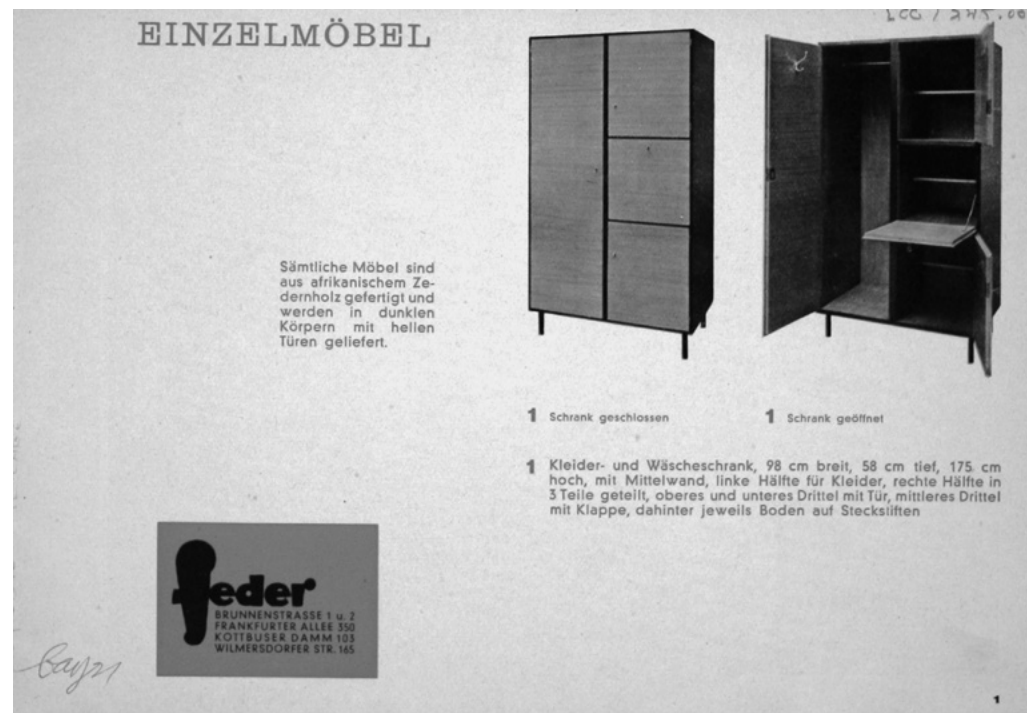 EINZELMÖBEL
Sämtliche Möbel sind
aus afrikanischem Ze-
dernholz gefertigt und
werden in dunklen
Körpern mit hellen
Türen geliefert.
1 Schrank geschlossen
1 Schrank geöffnet
1 Kleider- und Wäscheschrank, 98 cm breit, 58 cm tief, 175 cm
hoch, mit Mittelwand, linke Hälfte für Kleider, rechte Hälfte in
3 Teile geteilt, oberes und unteres Drittel mit Tür, mittleres Drittel
mit Klappe, dahinter jeweils Boden auf Steckstiften
feder
BRUNNENSTRASSE 1 u. 2
FRANKFURTER ALLEE 350
KOTTBUSER DAMM 103
WILMERSDORFER STR. 165
1